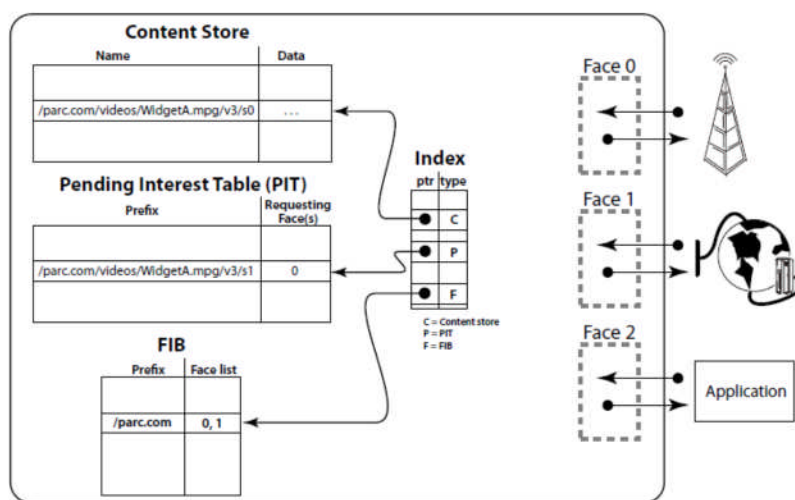 Content Store
Name Data
/parc.com/videos/WidgetA.mpg/v3/s0 ...
Pending Interest Table (PIT)
Prefix Requesting
Face(s)
/parc.com/videos/WidgetA.mpg/v3/s1 0
FIB
Prefix Face list
/parc.com 0, 1
Index
ptr type
C
P
F
C = Content store
P = PIT
F = FIB
Face 0
Face 1
Face 2
Application